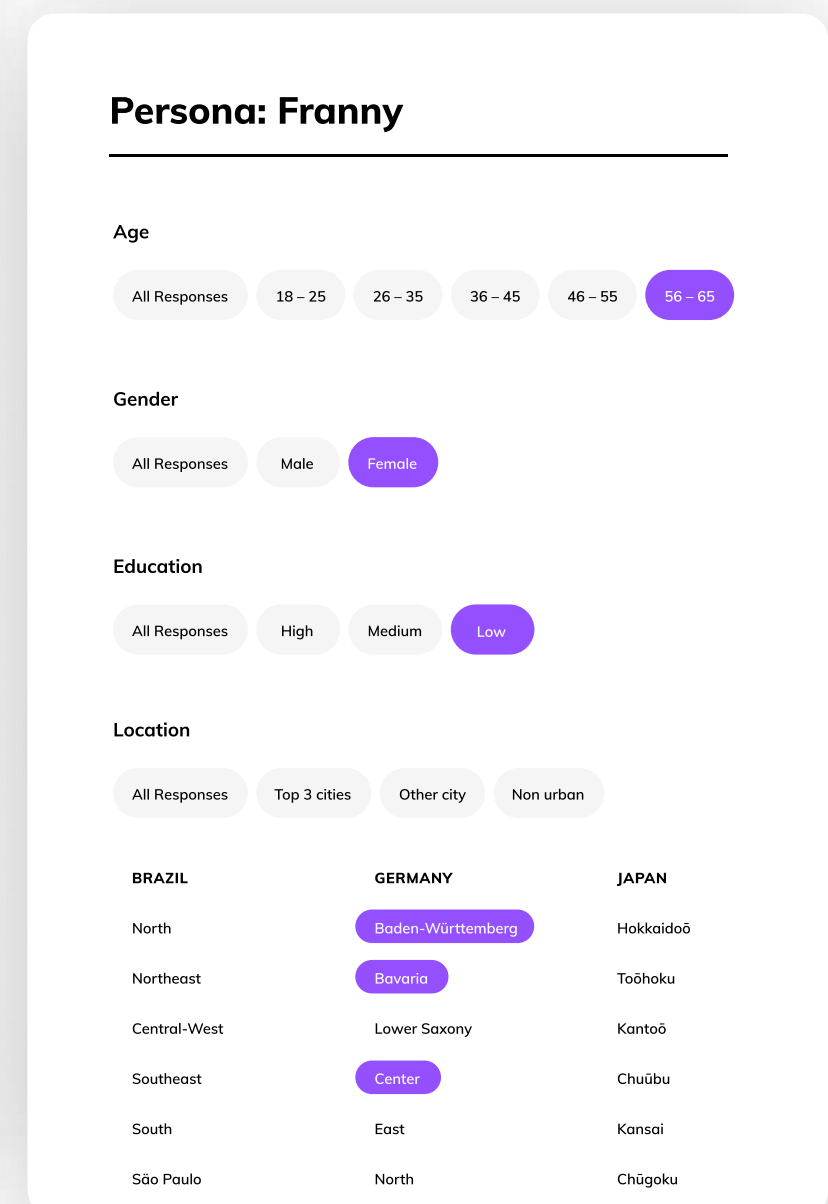 Persona: Franny
Age
All Responses 18 – 25 26 – 35 36 – 45 46 – 55 56 – 65
Gender
All Responses Male Female
Education
All Responses High Medium Low
Location
All Responses Top 3 cities Other city Non urban
BRAZIL GERMANY JAPAN
North Baden-Württemberg Hokkaidoō
Northeast Bavaria Toōhoku
Central-West Lower Saxony Kantoō
Southeast Center Chuūbu
South East Kansai
Säo Paulo North Chūgoku